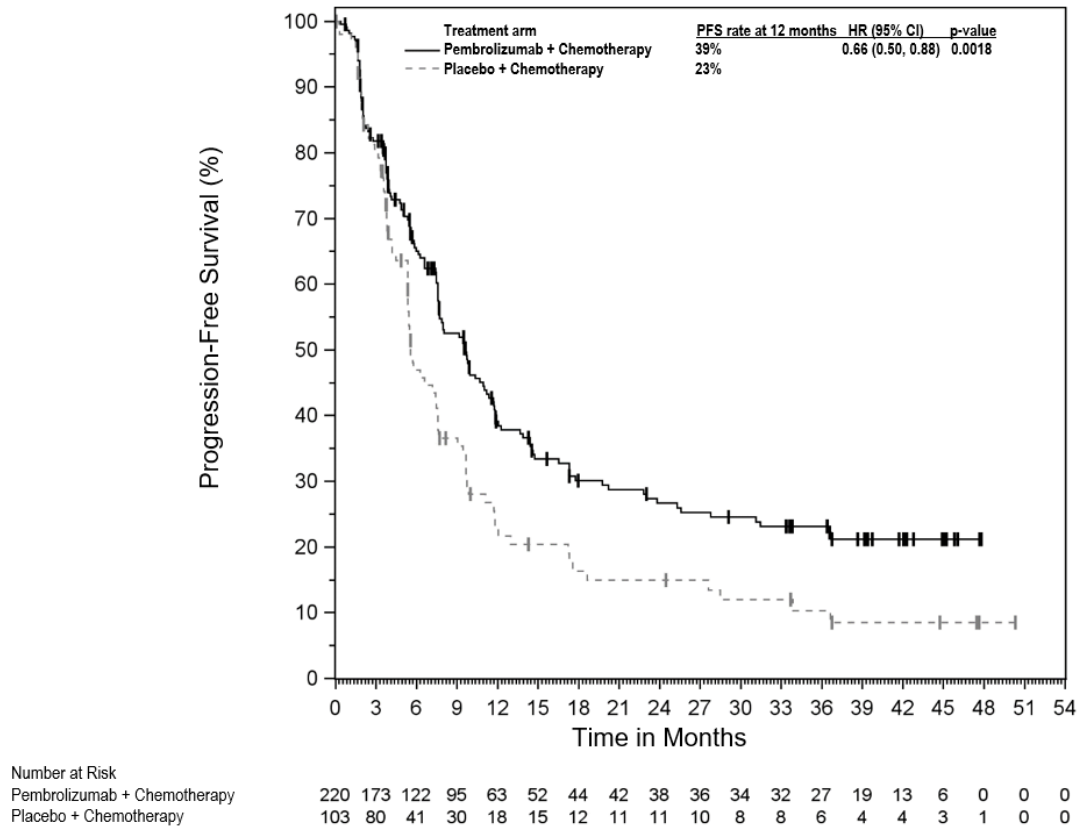 Treatment arm PFS rate at 12 months HR (95% CI) p-value
Pembrolizumab + Chemotherapy 39% 0.66 (0.50, 0.88) 0.0018
Placebo + Chemotherapy 23%
Progression-Free Survival (%)
100
90
80
70
60
50
40
30
20
10
0
0 3 6 9 12 15 18 21 24 27 30 33 36 39 42 45 48 51 54
Time in Months
Number at Risk
Pembrolizumab + Chemotherapy 220 173 122 95 63 52 44 42 38 36 34 32 27 19 13 6 0 0 0
Placebo + Chemotherapy 103 80 41 30 18 15 12 11 11 10 8 8 6 4 4 3 1 0 0